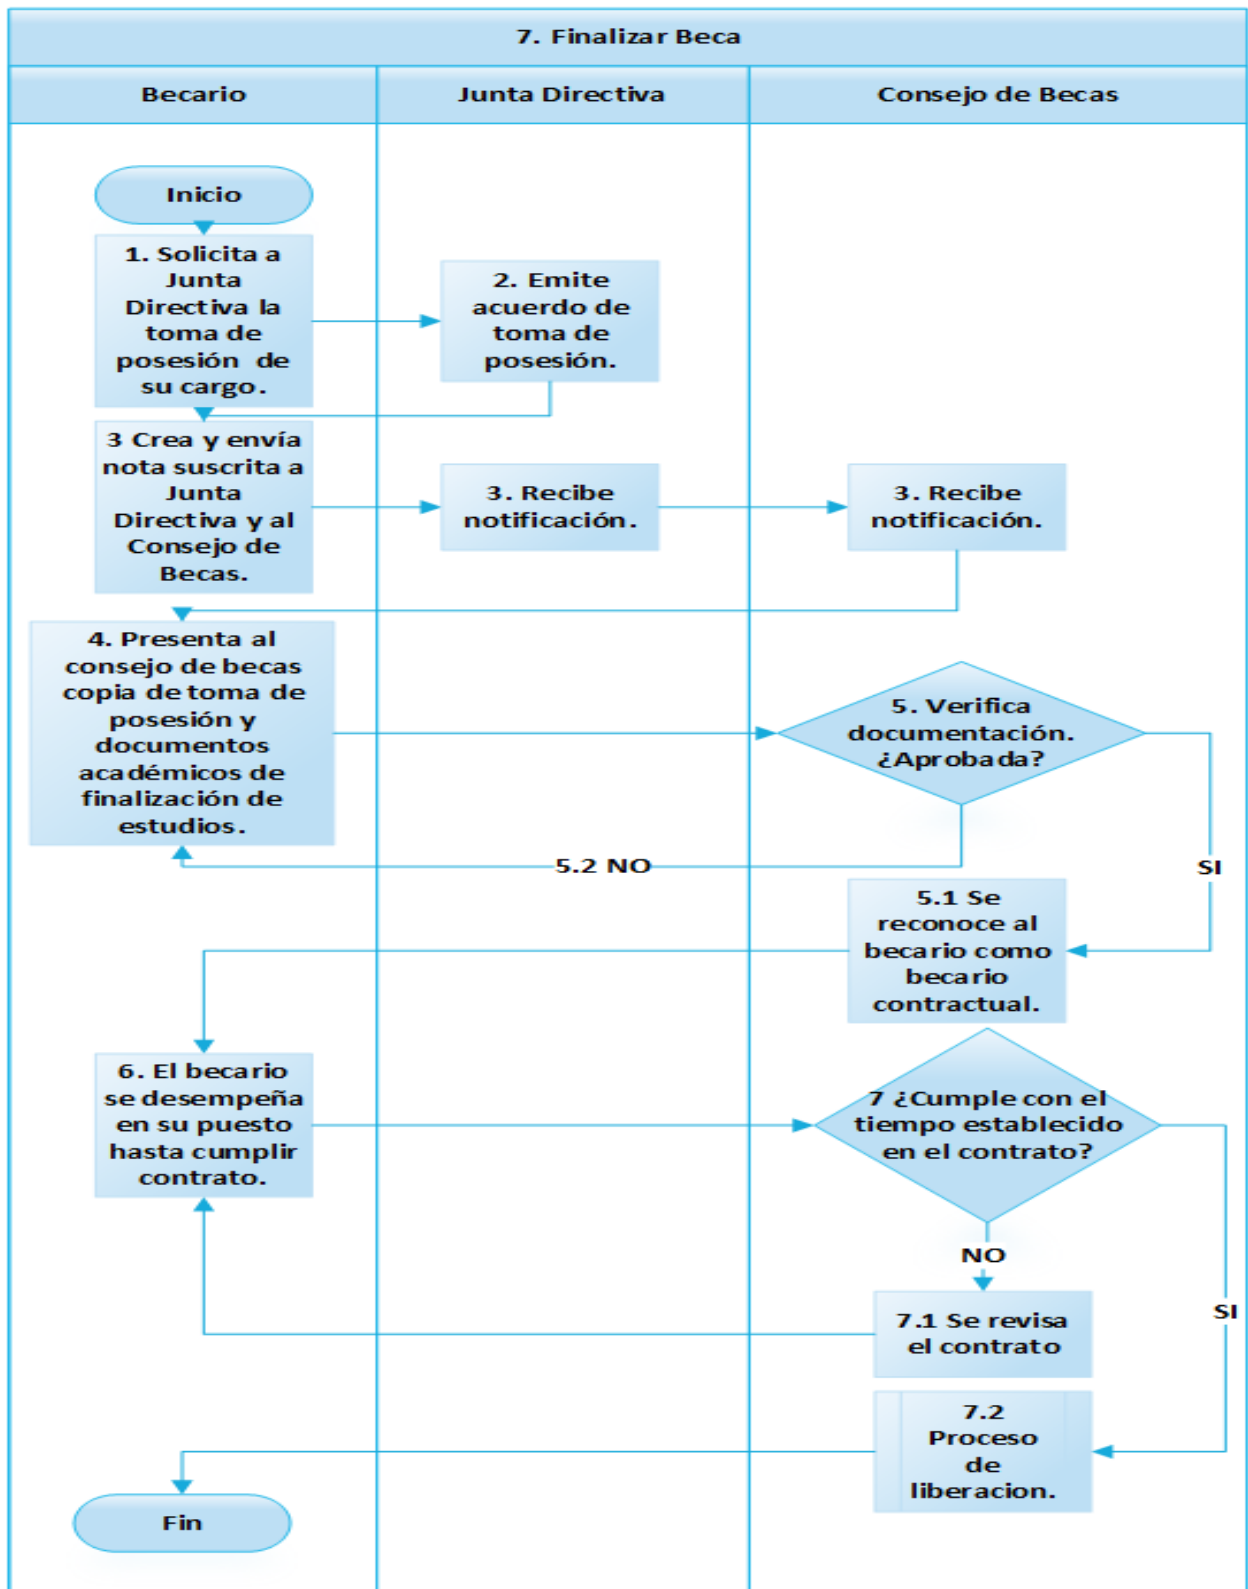 7. Finalizar Beca
Becario
Junta Directiva
Consejo de Becas
Inicio
1. Solicita a
Junta
Directiva la
toma de
posesión de
su cargo.
2. Emite
acuerdo de
toma de
posesión.
3 Crea y envía
nota suscrita a
Junta
Directiva y al
Consejo de
Becas.
3. Recibe
notificación.
3. Recibe
notificación.
4. Presenta al
consejo de becas
copia de toma de
posesión y
documentos
académicos de
finalización de
estudios.
5. Verifica
documentación.
¿Aprobada?
5.2 NO
SI
5.1 Se
reconoce al
becario como
becario
contractual.
6. El becario
se desempeña
en su puesto
hasta cumplir
contrato.
7 ¿Cumple con el
tiempo establecido
en el contrato?
NO
SI
7.1 Se revisa
el contrato
7.2
Proceso
de
liberacion.
Fin